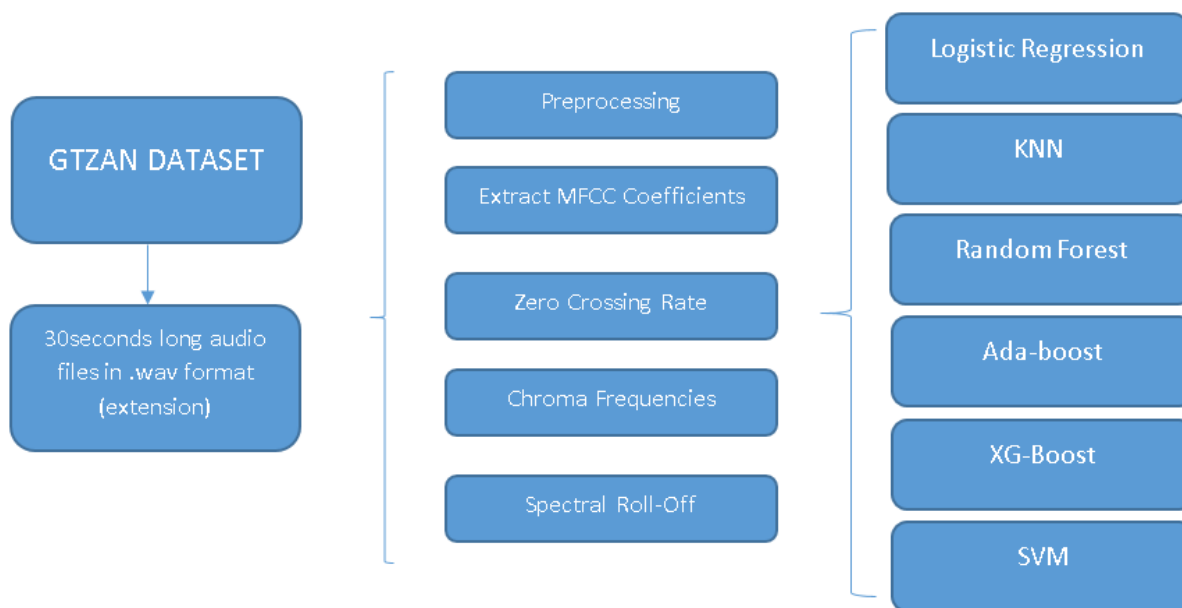 GTZAN DATASET
30seconds long audio
files in .wav format
(extension)
Preprocessing
Extract MFCC Coefficients
Zero Crossing Rate
Chroma Frequencies
Spectral Roll-Off
Logistic Regression
KNN
Random Forest
Ada-boost
XG-Boost
SVM